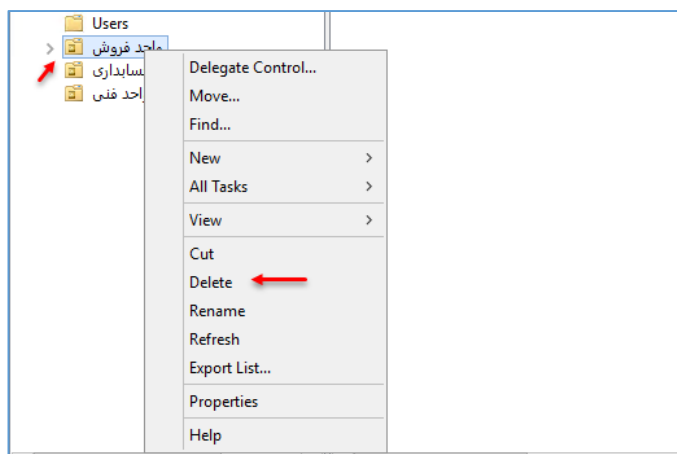 Users
واحد فروش
سابداری
احد فنی
Delegate Control...
Move...
Find...
New
All Tasks
View
Cut
Delete
Rename
Refresh
Export List...
Properties
Help